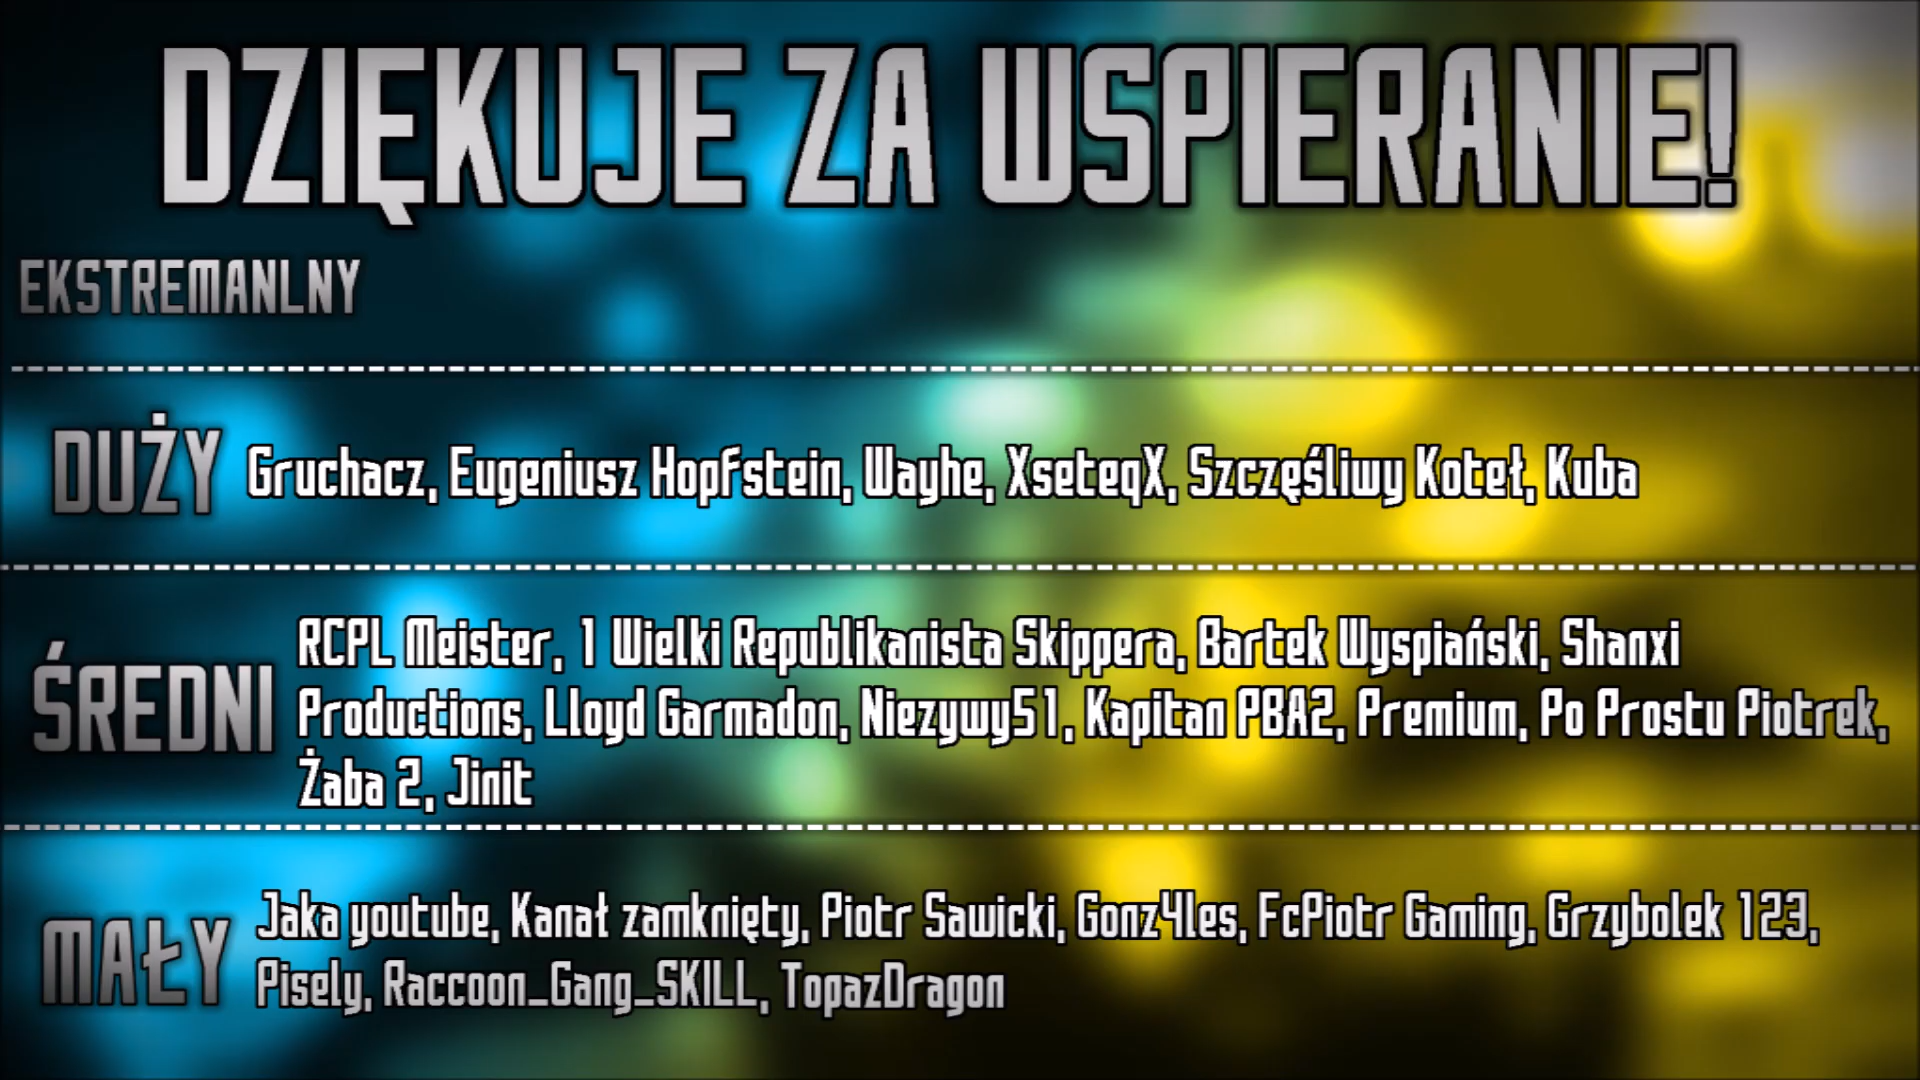 DZIĘKUJE ZA WSPIERANIE!
EKSTREMANLNY
DUŻY
Gruchacz, Eugeniusz Hopfstein, Wayhe, XseteqX, Szczęśliwy Koteł, Kuba
ŚREDNI
RCPL Meister, 1 Wielki Republikanista Skippera, Bartek Wyspiański, Shanxi
Productions, Lloyd Garmadon, Niezywy51, Kapitan PBA2, Premium, Po Prostu Piotrek,
Żaba 2, Jinit
MAŁY
Jaka youtube, Kanał zamknięty, Piotr Sawicki, Gonz4les, FcPiotr Gaming, Grzybolek 123,
Pisely, Raccoon_Gang_SKILL, TopazDragon